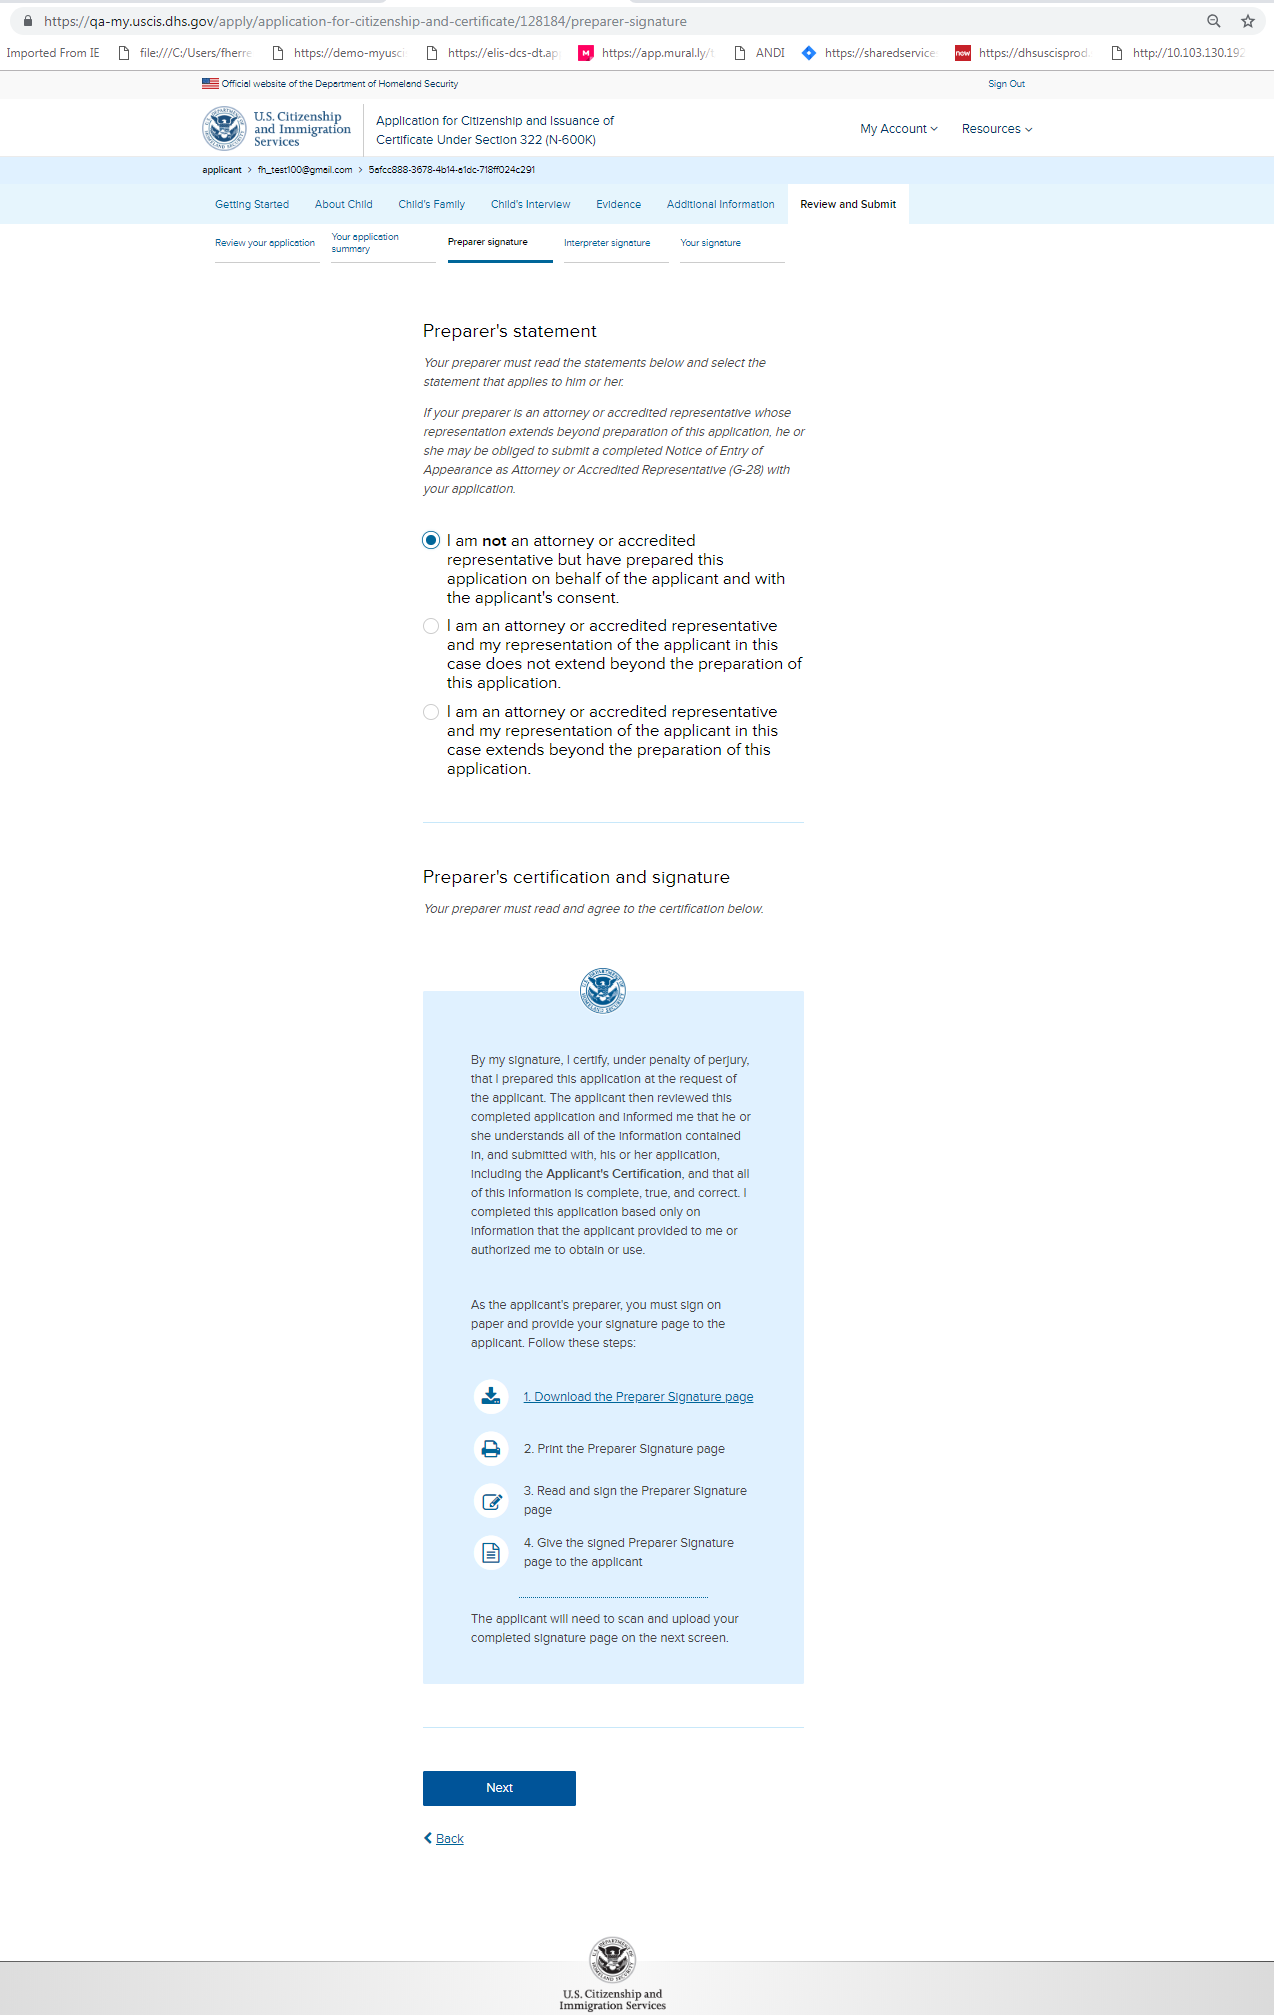 https://qa-my.uscis.dhs.gov/apply/application-for-citizenship-and-certificate/128184/preparer-signature
Imported From IE file:///C:/Users/fherre https://demo-myusci https://elis-dcs-dt.ap https://app.mural.ly/t ANDI https://sharedservice now https://dhsuscisprod. http://10.103.130.192
Official website of the Department of Homeland Security Sign Out
U.S. Citizenship
and Immigration
Services
Application for Citizenship and Issuance of
Certificate Under Section 322 (N-600K)
My Account Resources
applicant > fh_test100@gmail.com > 5afcc888-3678-4b14-a1dc-718ff024c291
Getting Started About Child Child's Family Child's Interview Evidence Additional Information Review and Submit
Review your application
Your application
summary
Preparer signature
Interpreter signature
Your signature
Preparer's statement
Your preparer must read the statements below and select the
statement that applies to him or her.
If your preparer is an attorney or accredited representative whose
representation extends beyond preparation of this application, he or
she may be obliged to submit a completed Notice of Entry of
Appearance as Attorney or Accredited Representative (G-28) with
your application.
I am not an attorney or accredited
representative but have prepared this
application on behalf of the applicant and with
the applicant's consent.
I am an attorney or accredited representative
and my representation of the applicant in this
case does not extend beyond the preparation of
this application.
I am an attorney or accredited representative
and my representation of the applicant in this
case extends beyond the preparation of this
application.
Preparer's certification and signature
Your preparer must read and agree to the certification below.
By my signature, I certify, under penalty of perjury,
that I prepared this application at the request of
the applicant. The applicant then reviewed this
completed application and informed me that he or
she understands all of the information contained
in, and submitted with, his or her application,
including the Applicant's Certification, and that all
of this information is complete, true, and correct. I
completed this application based only on
information that the applicant provided to me or
authorized me to obtain or use.
As the applicant's preparer, you must sign on
paper and provide your signature page to the
applicant. Follow these steps:
1. Download the Preparer Signature page
2. Print the Preparer Signature page
3. Read and sign the Preparer Signature
page
4. Give the signed Preparer Signature
page to the applicant
The applicant will need to scan and upload your
completed signature page on the next screen.
Next
Back
U.S. Citizenship and
Immigration Services